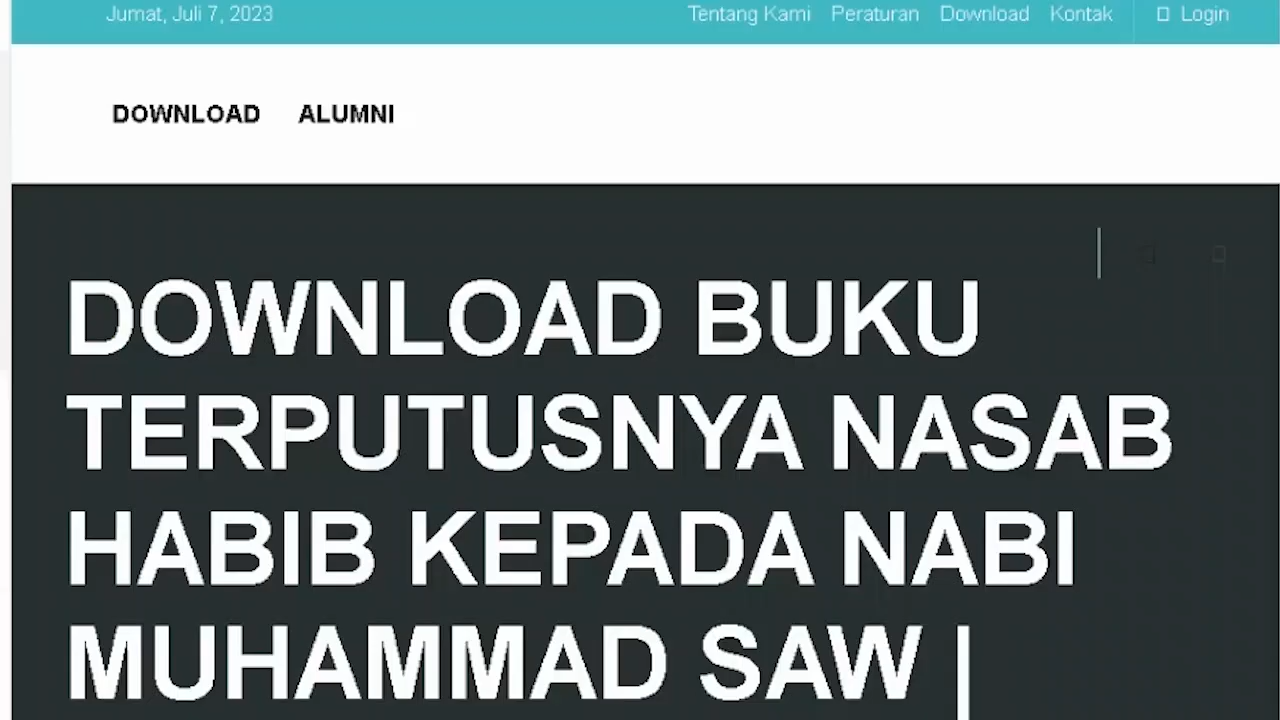 Jumat, Juli 7, 2023 Tentang Kami Peraturan Download Kontak Login
DOWNLOAD ALUMNI
DOWNLOAD BUKU
TERPUTUSNYA NASAB
HABIB KEPADA NABI
MUHAMMAD SAW |